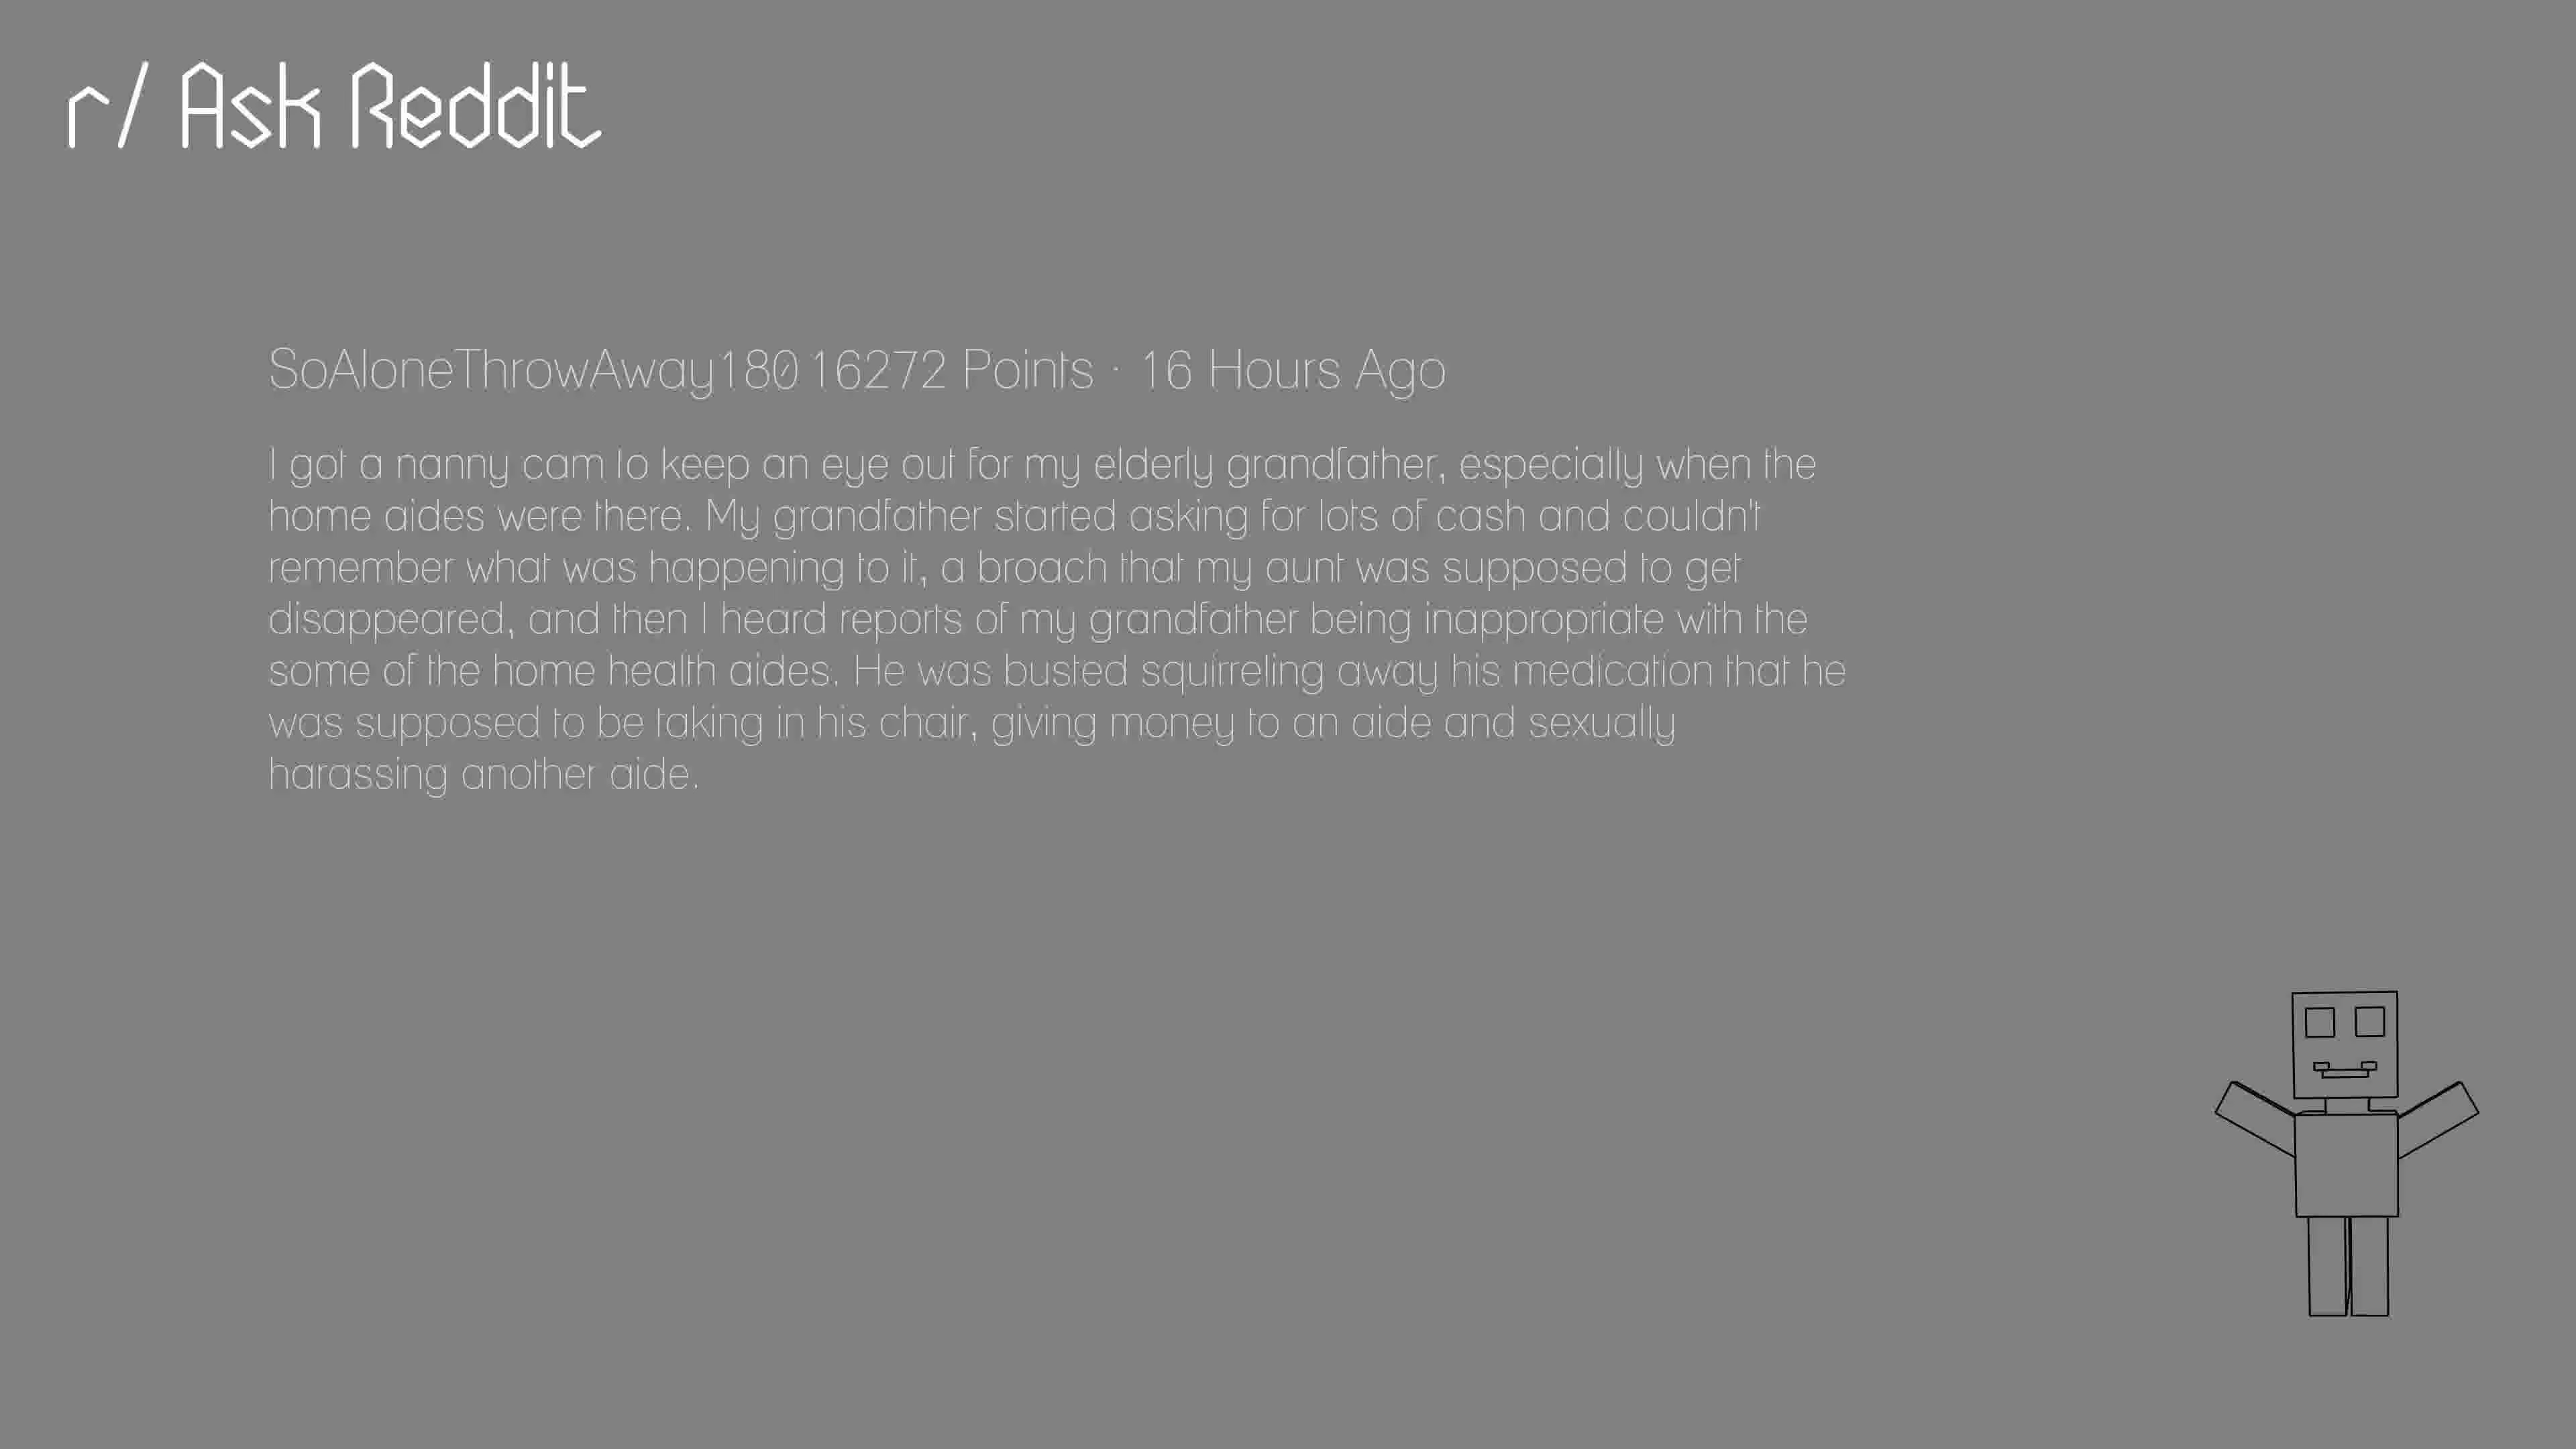 r/ Ask Reddit
SoAloneThrowAway180 16272 Points · 16 Hours Ago
I got a nanny cam to keep an eye out for my elderly grandfather, especially when the
home aides were there. My grandfather started asking for lots of cash and couldn't
remember what was happening to it, a broach that my aunt was supposed to get
disappeared, and then I heard reports of my grandfather being inappropriate with the
some of the home health aides. He was busted squirreling away his medication that he
was supposed to be taking in his chair, giving money to an aide and sexually
harassing another aide.